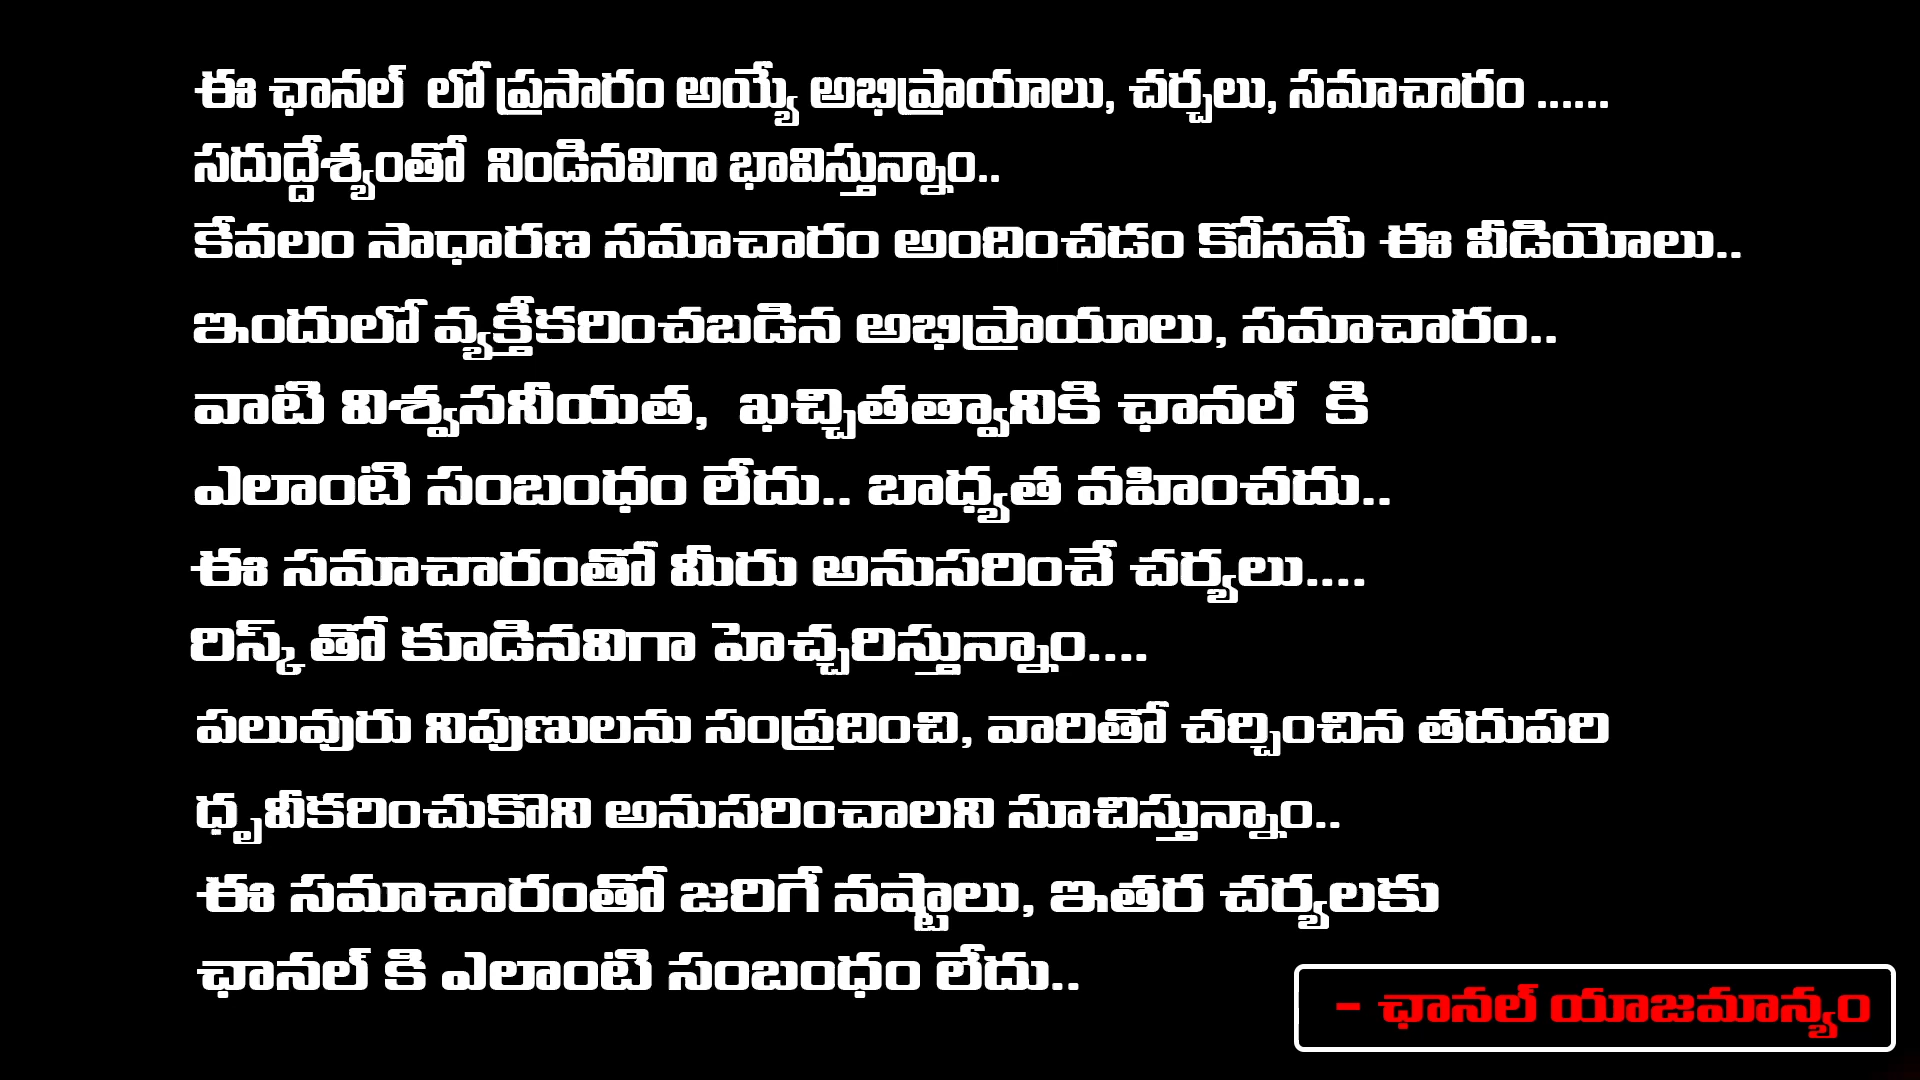 ఈ ఛానల్ లో ప్రసారం అయ్యే అభిప్రాయాలు, చర్చలు, సమాచారం ......
సదుద్దేశ్యంతో నిండినవిగా భావిస్తున్నాం..
కేవలం సాధారణ సమాచారం అందించడం కోసమే ఈ వీడియోలు..
ఇందులో వ్యక్తీకరించబడిన అభిప్రాయాలు, సమాచారం..
వాటి విశ్వసనీయత, ఖచ్చితత్వానికి ఛానల్ కి
ఎలాంటి సంబంధం లేదు.. బాధ్యత వహించదు..
ఈ సమాచారంతో మీరు అనుసరించే చర్యలు....
రిస్క్ తో కూడినవిగా హెచ్చరిస్తున్నాం....
పలువురు నిపుణులను సంప్రదించి, వారితో చర్చించిన తదుపరి
ధృవీకరించుకొని అనుసరించాలని సూచిస్తున్నాం..
ఈ సమాచారంతో జరిగే నష్టాలు, ఇతర చర్యలకు
ఛానల్ కి ఎలాంటి సంబంధం లేదు..
- ఛానల్ యాజమాన్యం